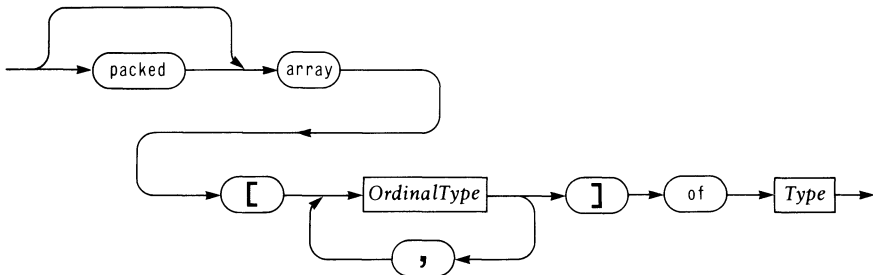 packed array
[ OrdinalType ] of Type
,